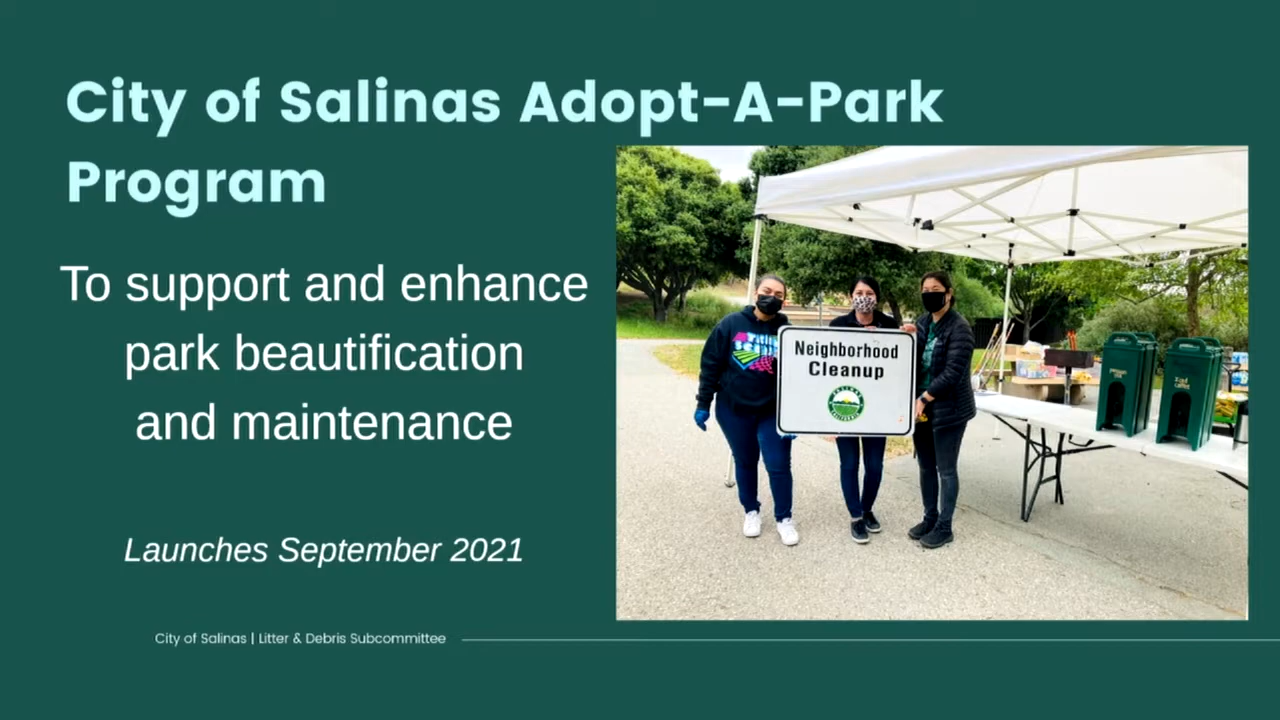 City of Salinas Adopt-A-Park
Program
To support and enhance
park beautification
and maintenance
Launches September 2021
Neighborhood
Cleanup
City of Salinas | Litter & Debris Subcommittee